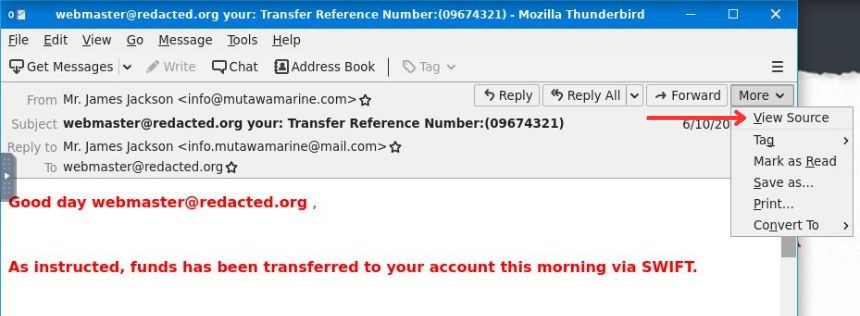 webmaster@redacted.org your: Transfer Reference Number:(09674321) - Mozilla Thunderbird
File Edit View Go Message Tools Help
Get Messages Write Chat Address Book Tag
From Mr. James Jackson <info@mutawamarine.com> Reply Reply All Forward More
Subject webmaster@redacted.org your: Transfer Reference Number:(09674321) 6/10/20
View Source
Reply to Mr. James Jackson <info.mutawamarine@mail.com>
Tag
To webmaster@redacted.org
Mark as Read
Save as...
Print...
Convert To
Good day webmaster@redacted.org ,
As instructed, funds has been transferred to your account this morning via SWIFT.